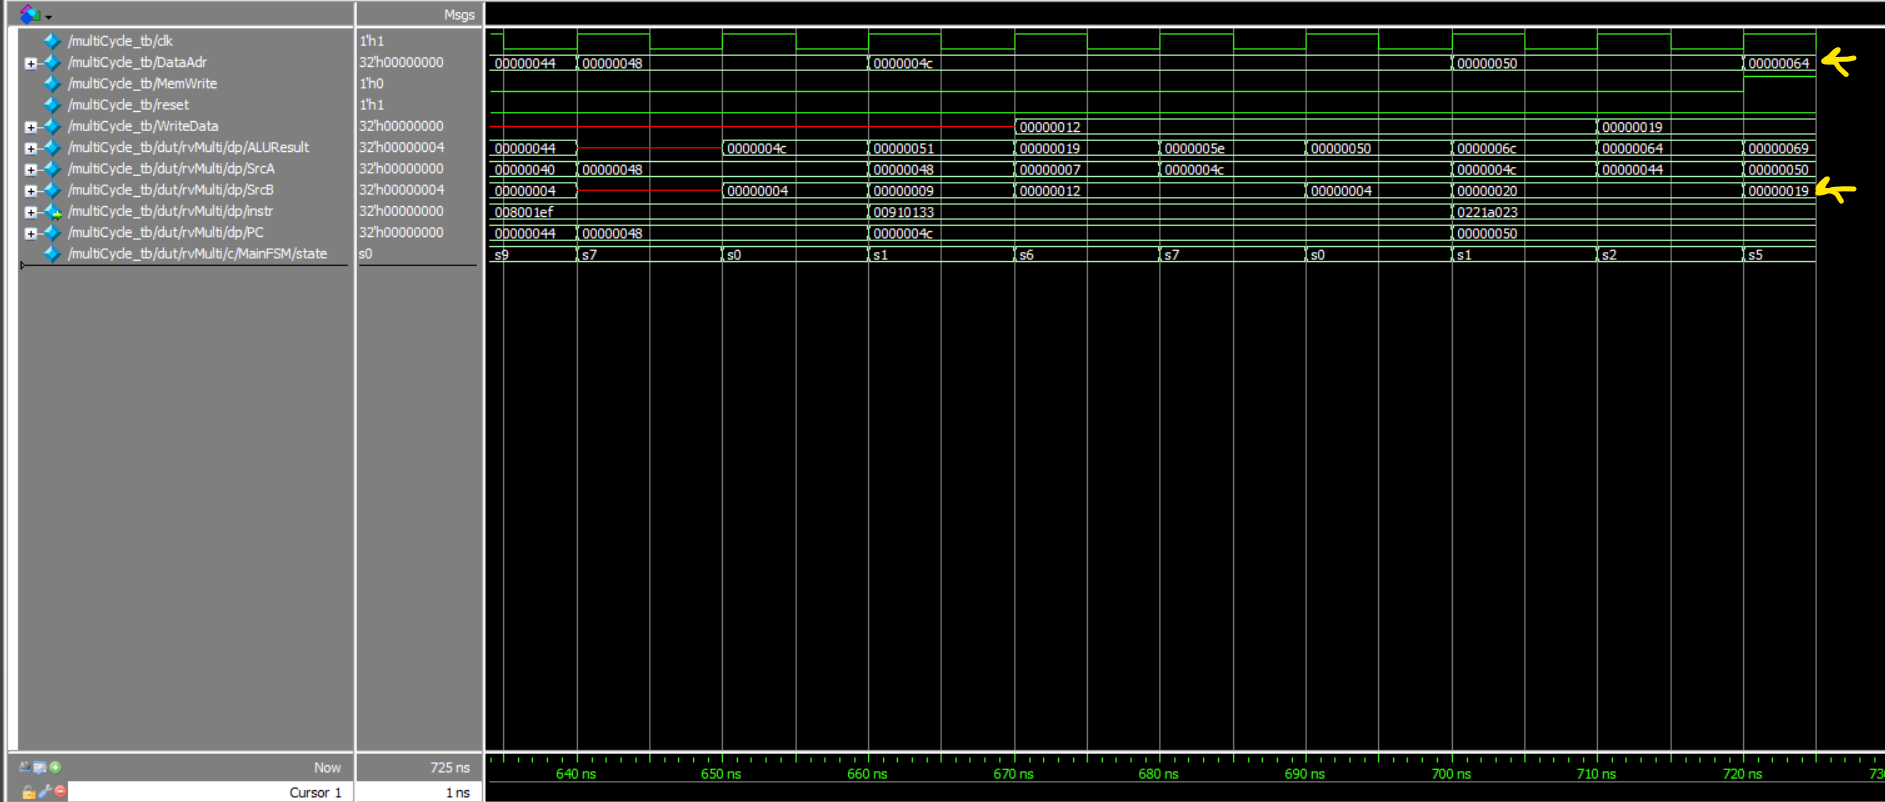 Msgs
/multiCycle_tb/clk 1'h1
/multiCycle_tb/DataAdr 32'h00000000 00000044 00000048 0000004c 00000050 00000064
/multiCycle_tb/MemWrite 1'h0
/multiCycle_tb/reset 1'h1
/multiCycle_tb/WriteData 32'h00000000 00000012 00000019
/multiCycle_tb/dut/rvMulti/dp/ALUResult 32'h00000004 00000044 0000004c 00000051 00000019 0000005e 00000050 0000006c 00000064 00000069
/multiCycle_tb/dut/rvMulti/dp/SrcA 32'h00000000 00000040 00000048 00000048 00000007 0000004c 0000004c 00000044 00000050
/multiCycle_tb/dut/rvMulti/dp/SrcB 32'h00000004 00000004 00000004 00000009 00000012 00000004 00000020 00000019
/multiCycle_tb/dut/rvMulti/dp/instr 32'h00000000 008001ef 00910133 0221a023
/multiCycle_tb/dut/rvMulti/dp/PC 32'h00000000 00000044 00000048 0000004c 00000050
/multiCycle_tb/dut/rvMulti/c/MainFSM/state s0 s9 s7 s0 s1 s6 s7 s0 s1 s2 s5
Now 725 ns 640 ns 650 ns 660 ns 670 ns 680 ns 690 ns 700 ns 710 ns 720 ns
Cursor 1 1 ns